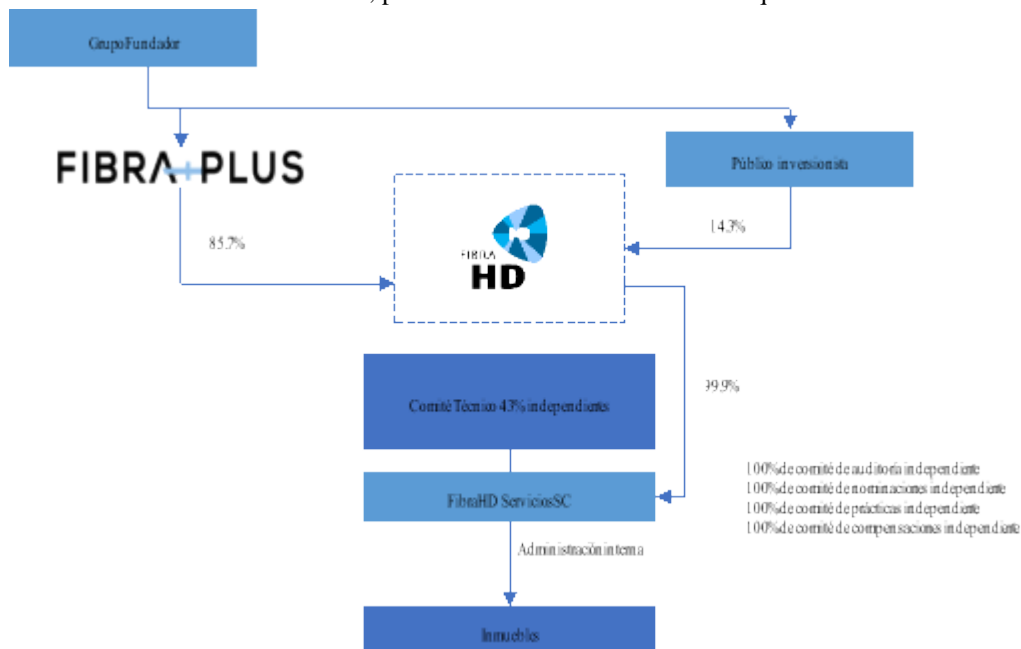 Grupo Fundador
FIBRA+PLUS
Público inversionista
85.7%
14.3%
FIBRA
HD
99.9%
Comité Técnico 43% independientes
100% de comité de auditoría independiente
100% de comité de nominaciones independiente
100% de comité de prácticas independiente
100% de comité de compensaciones independiente
FibraHD Servicios SC
Administración interna
Inmuebles